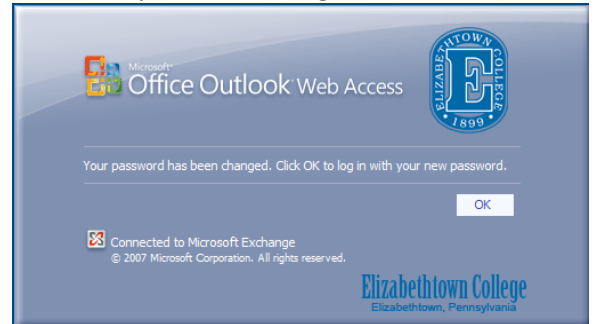 Microsoft
Office Outlook Web Access
ELIZABETHTOWN COLLEGE
E
1899
Your password has been changed. Click OK to log in with your new password.
OK
Connected to Microsoft Exchange
© 2007 Microsoft Corporation. All rights reserved.
Elizabethtown College
Elizabethtown, Pennsylvania